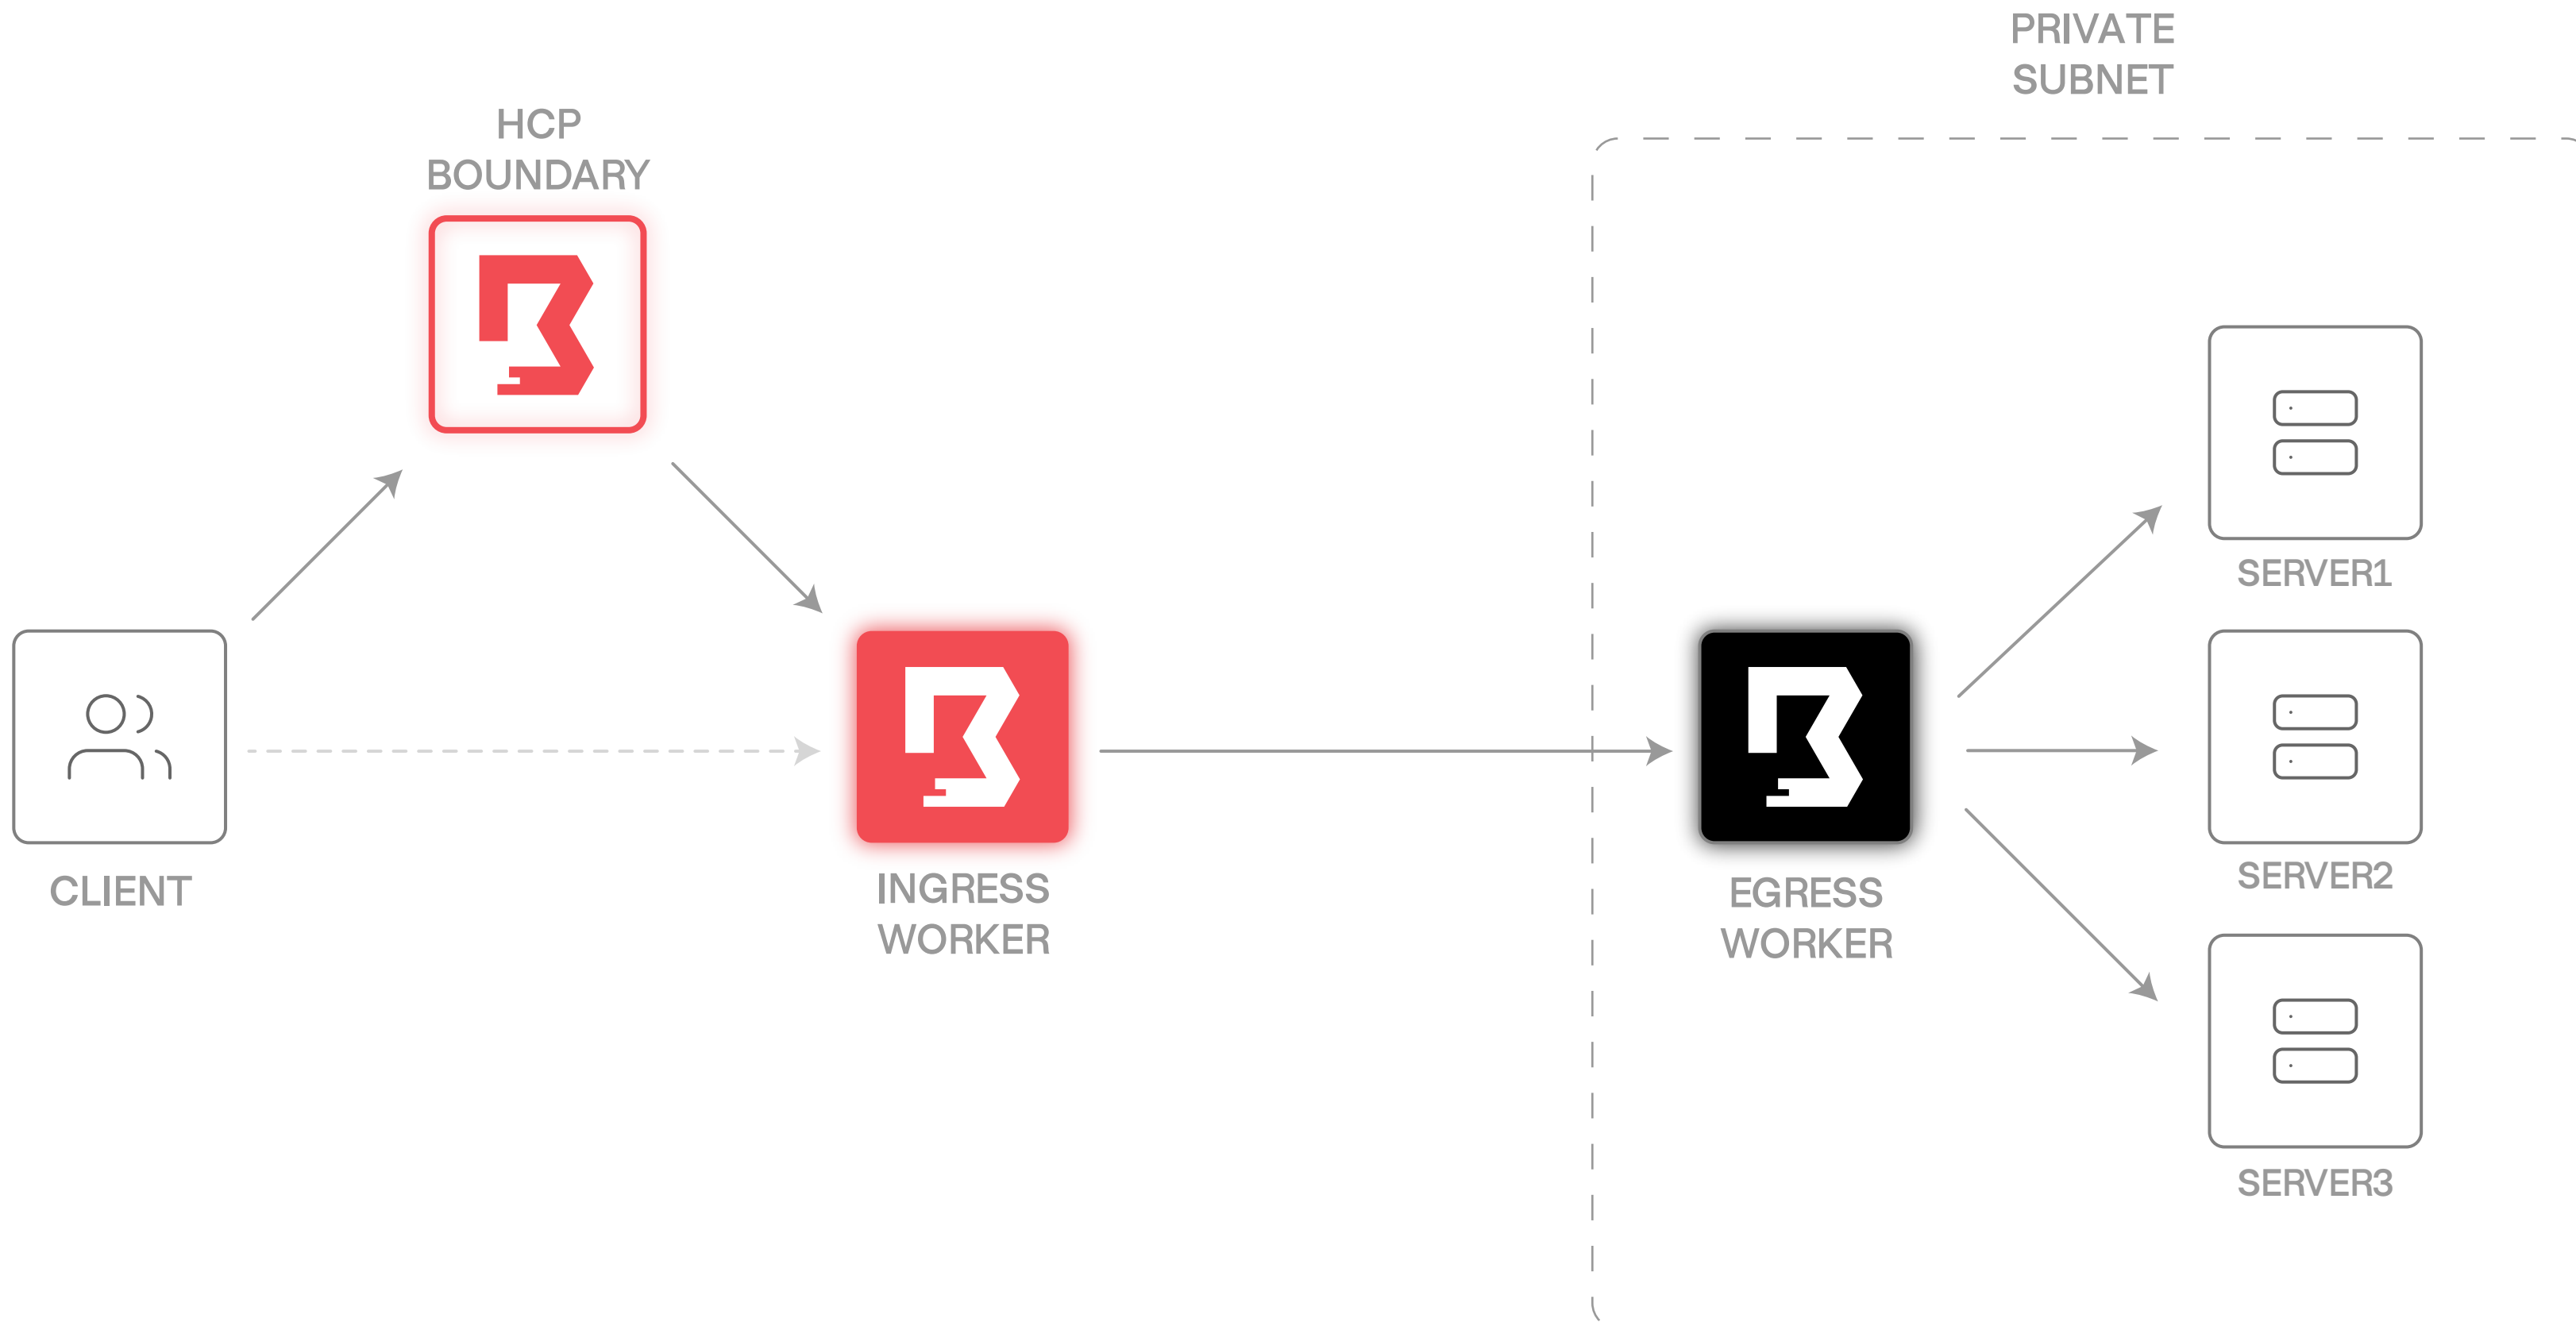 PRIVATE
SUBNET
HCP
BOUNDARY
SERVER1
CLIENT
INGRESS
WORKER
EGRESS
WORKER
SERVER2
SERVER3